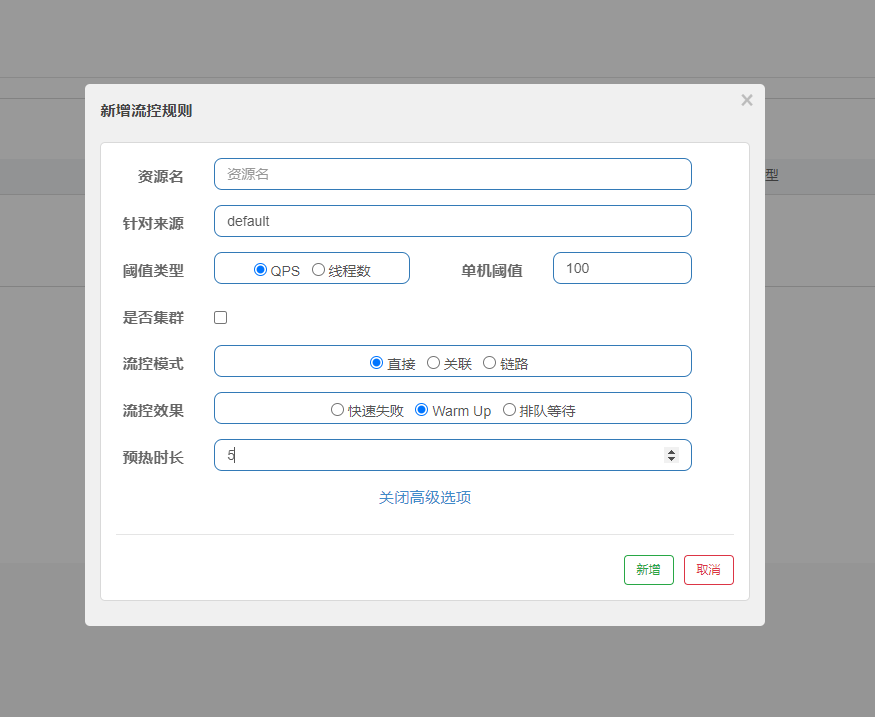 新增流控规则
×
型
资源名 资源名
针对来源 default
阈值类型 QPS 线程数 单机阈值 100
是否集群
流控模式 直接 关联 链路
流控效果 快速失败 Warm Up 排队等待
预热时长 5
关闭高级选项
新增 取消